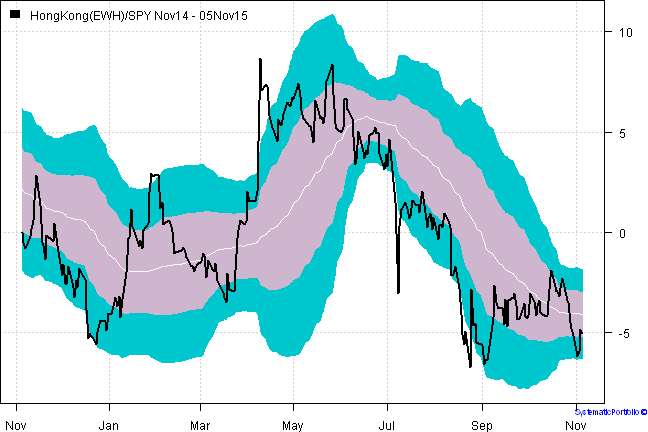 HongKong(EWH)/SPY Nov14 - 05Nov15
10
5
0
-5
SystematicPortfolio ©
Nov Jan Mar May Jul Sep Nov